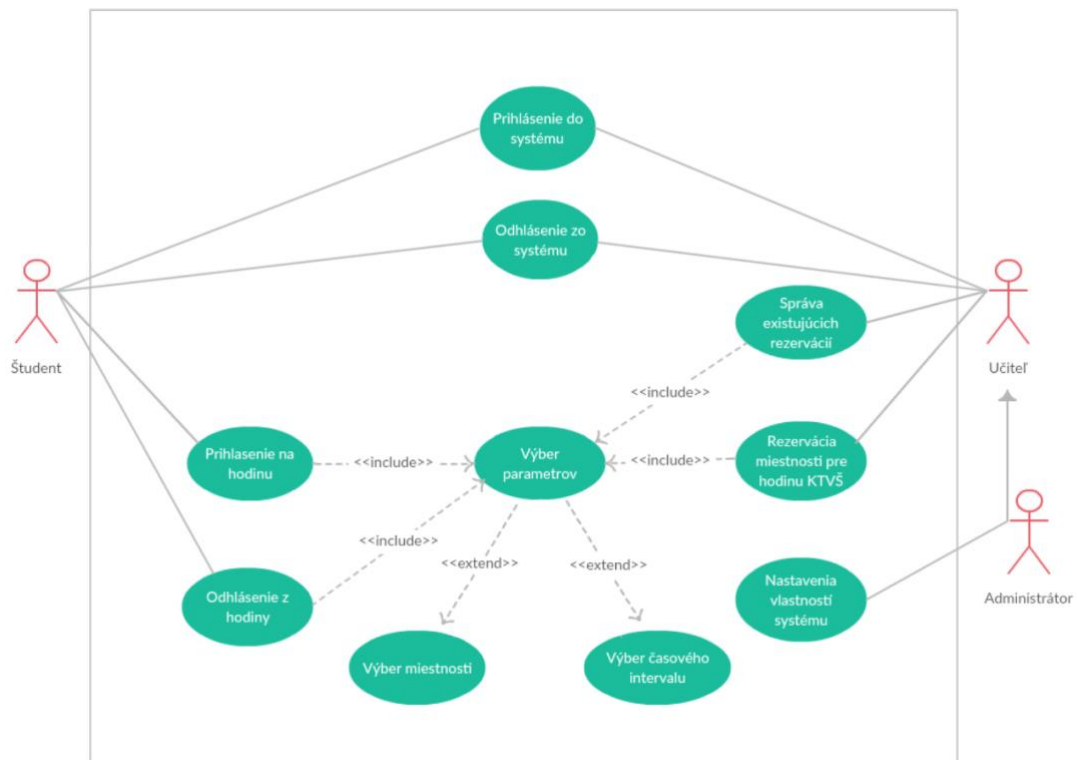 Prihlásenie do
systému
Odhlásenie zo
systému
Správa
existujúcich
rezervácií
Študent
Učiteľ
<<include>>
Prihlasenie na
hodinu
<<include>>
Výber
parametrov
<<include>>
Rezervácia
miestností pre
hodinu KTVŠ
<<include>>
<<extend>>
<<extend>>
Odhlásenie z
hodiny
Nastavenia
vlastností
systému
Administrátor
Výber miestnosti
Výber časového
intervalu